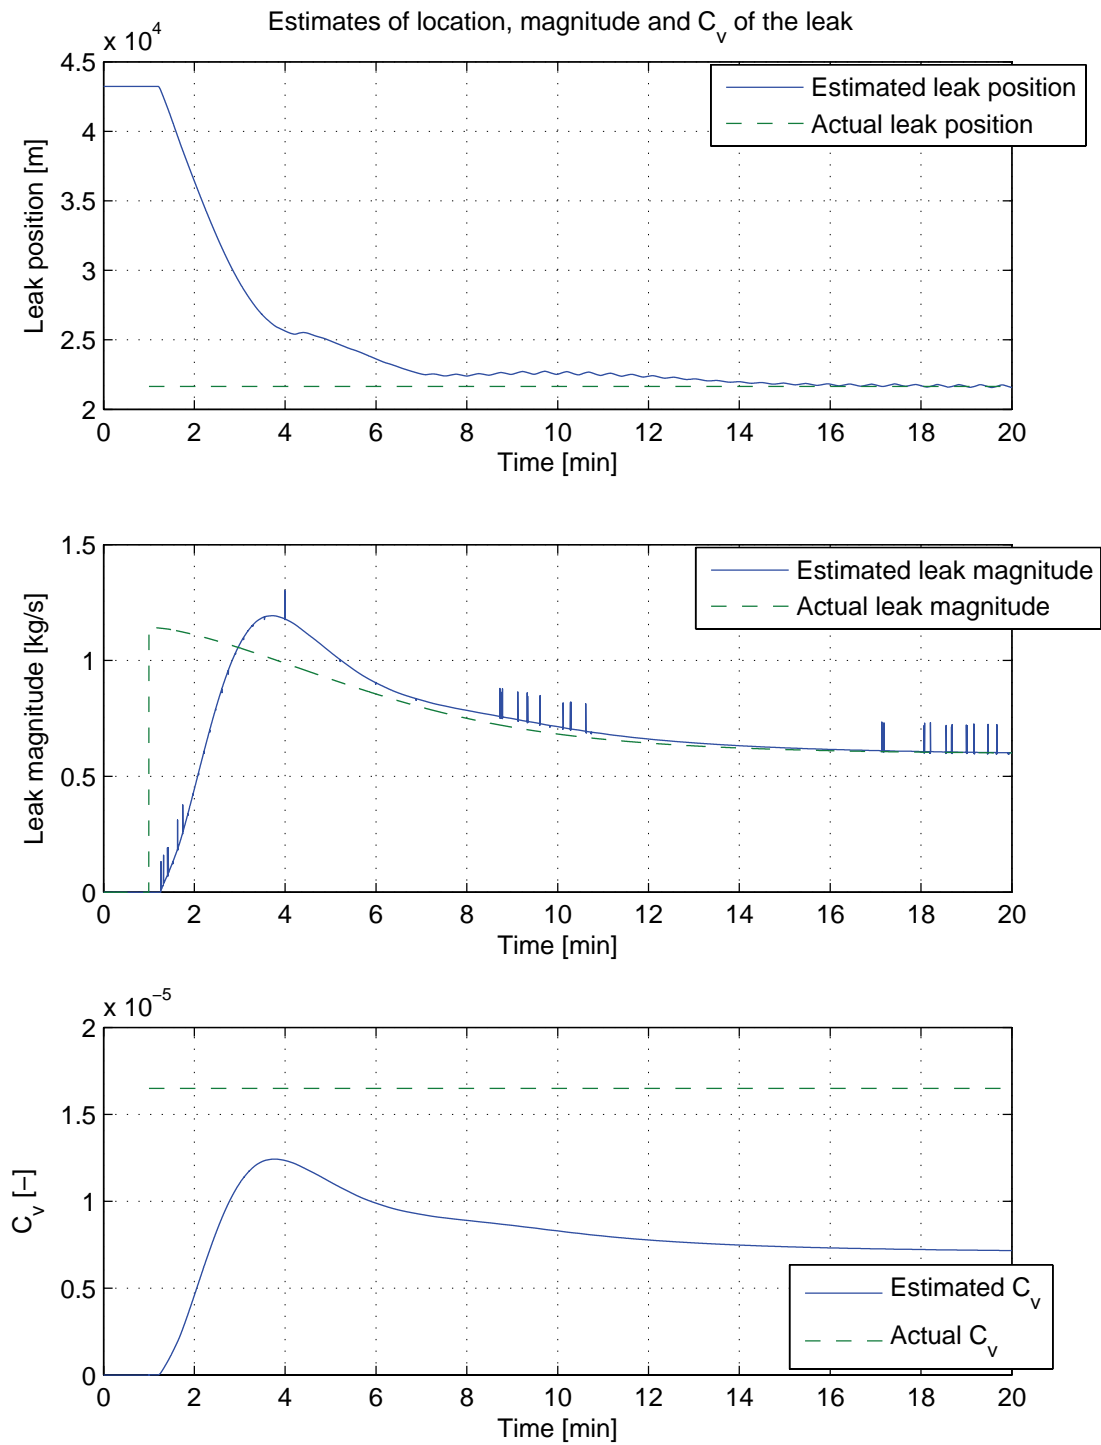 Estimates of location, magnitude and C_v of the leak
x 10^4
4.5
4
3.5
3
2.5
2
Leak position [m]
Estimated leak position
Actual leak position
0 2 4 6 8 10 12 14 16 18 20
Time [min]
1.5
1
0.5
0
Leak magnitude [kg/s]
Estimated leak magnitude
Actual leak magnitude
0 2 4 6 8 10 12 14 16 18 20
Time [min]
x 10^−5
2
1.5
1
0.5
0
C_v [−]
Estimated C_v
Actual C_v
0 2 4 6 8 10 12 14 16 18 20
Time [min]